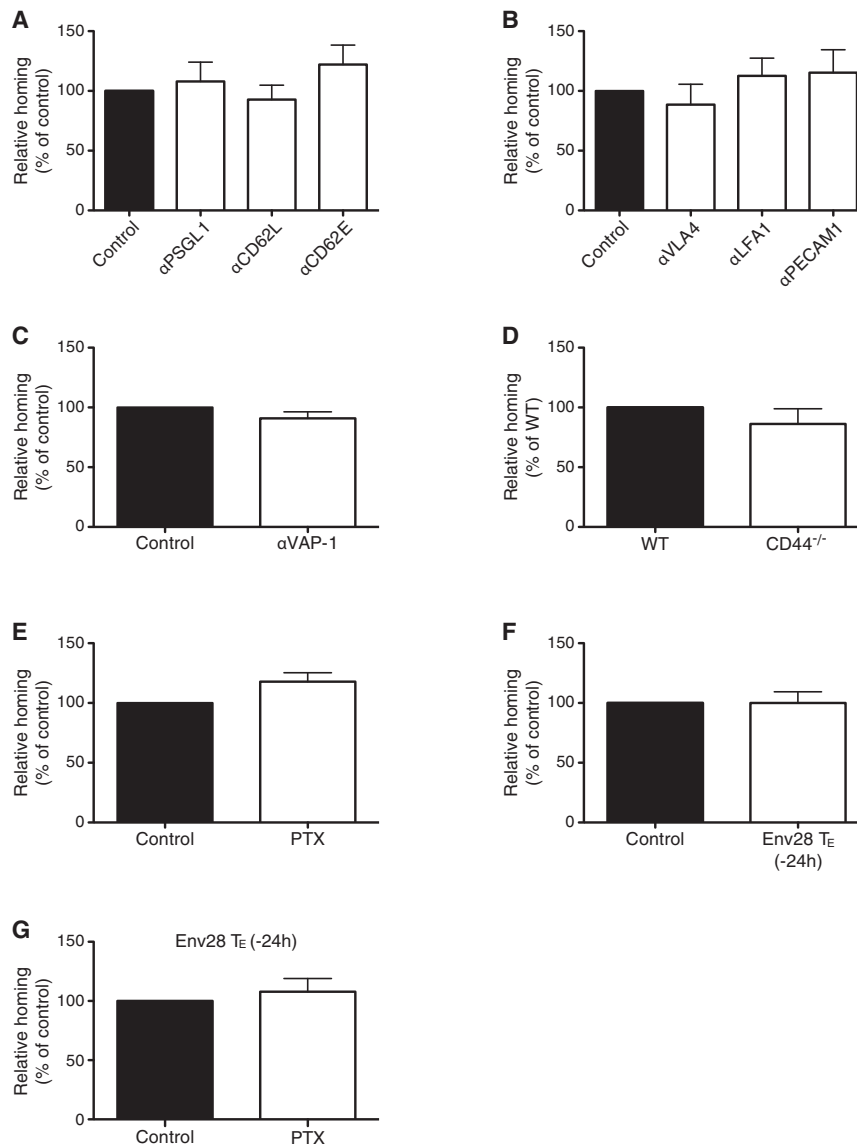 A
Relative homing
(% of control)
150
100
50
0
Control
αPSGL1
αCD62L
αCD62E
B
Relative homing
(% of control)
150
100
50
0
Control
αVLA4
αLFA1
αPECAM1
C
Relative homing
(% of control)
150
100
50
0
Control
αVAP-1
D
Relative homing
(% of WT)
150
100
50
0
WT
CD44-/-
E
Relative homing
(% of control)
150
100
50
0
Control
PTX
F
Relative homing
(% of control)
150
100
50
0
Control
Env28 TE
(-24h)
G
Env28 TE (-24h)
Relative homing
(% of control)
150
100
50
0
Control
PTX